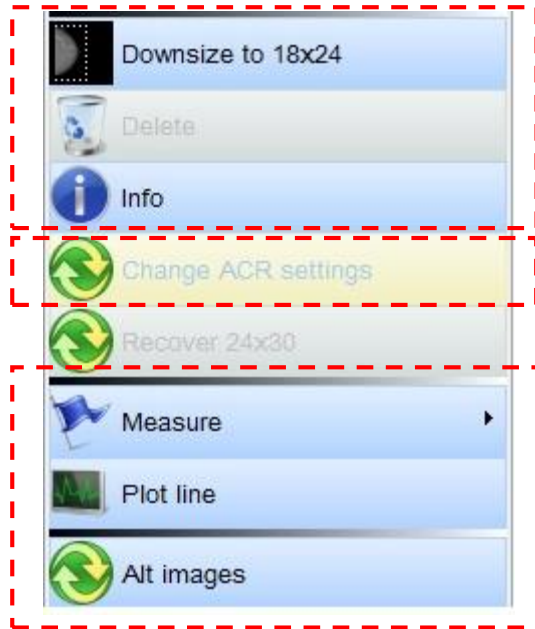 Downsize to 18x24
Delete
Info
Change ACR settings
Recover 24x30
Measure
Plot line
Alt images